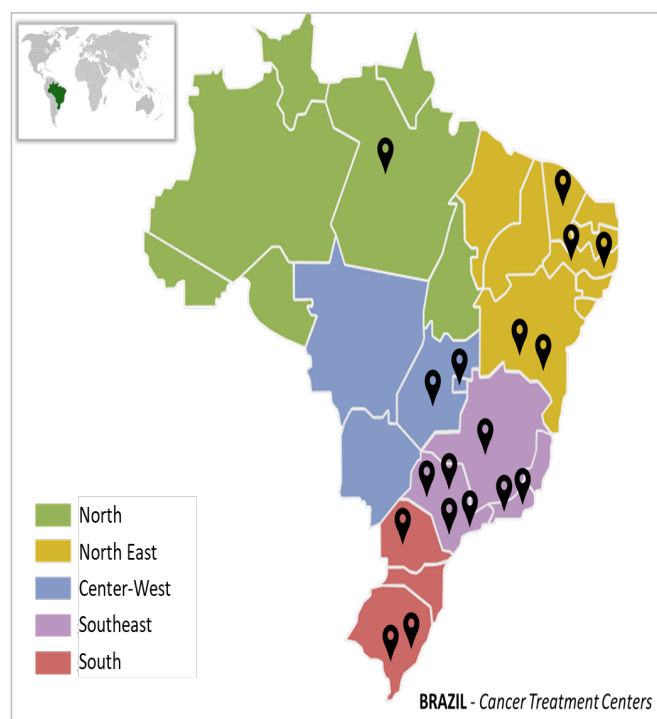 North
North East
Center-West
Southeast
South
BRAZIL - Cancer Treatment Centers